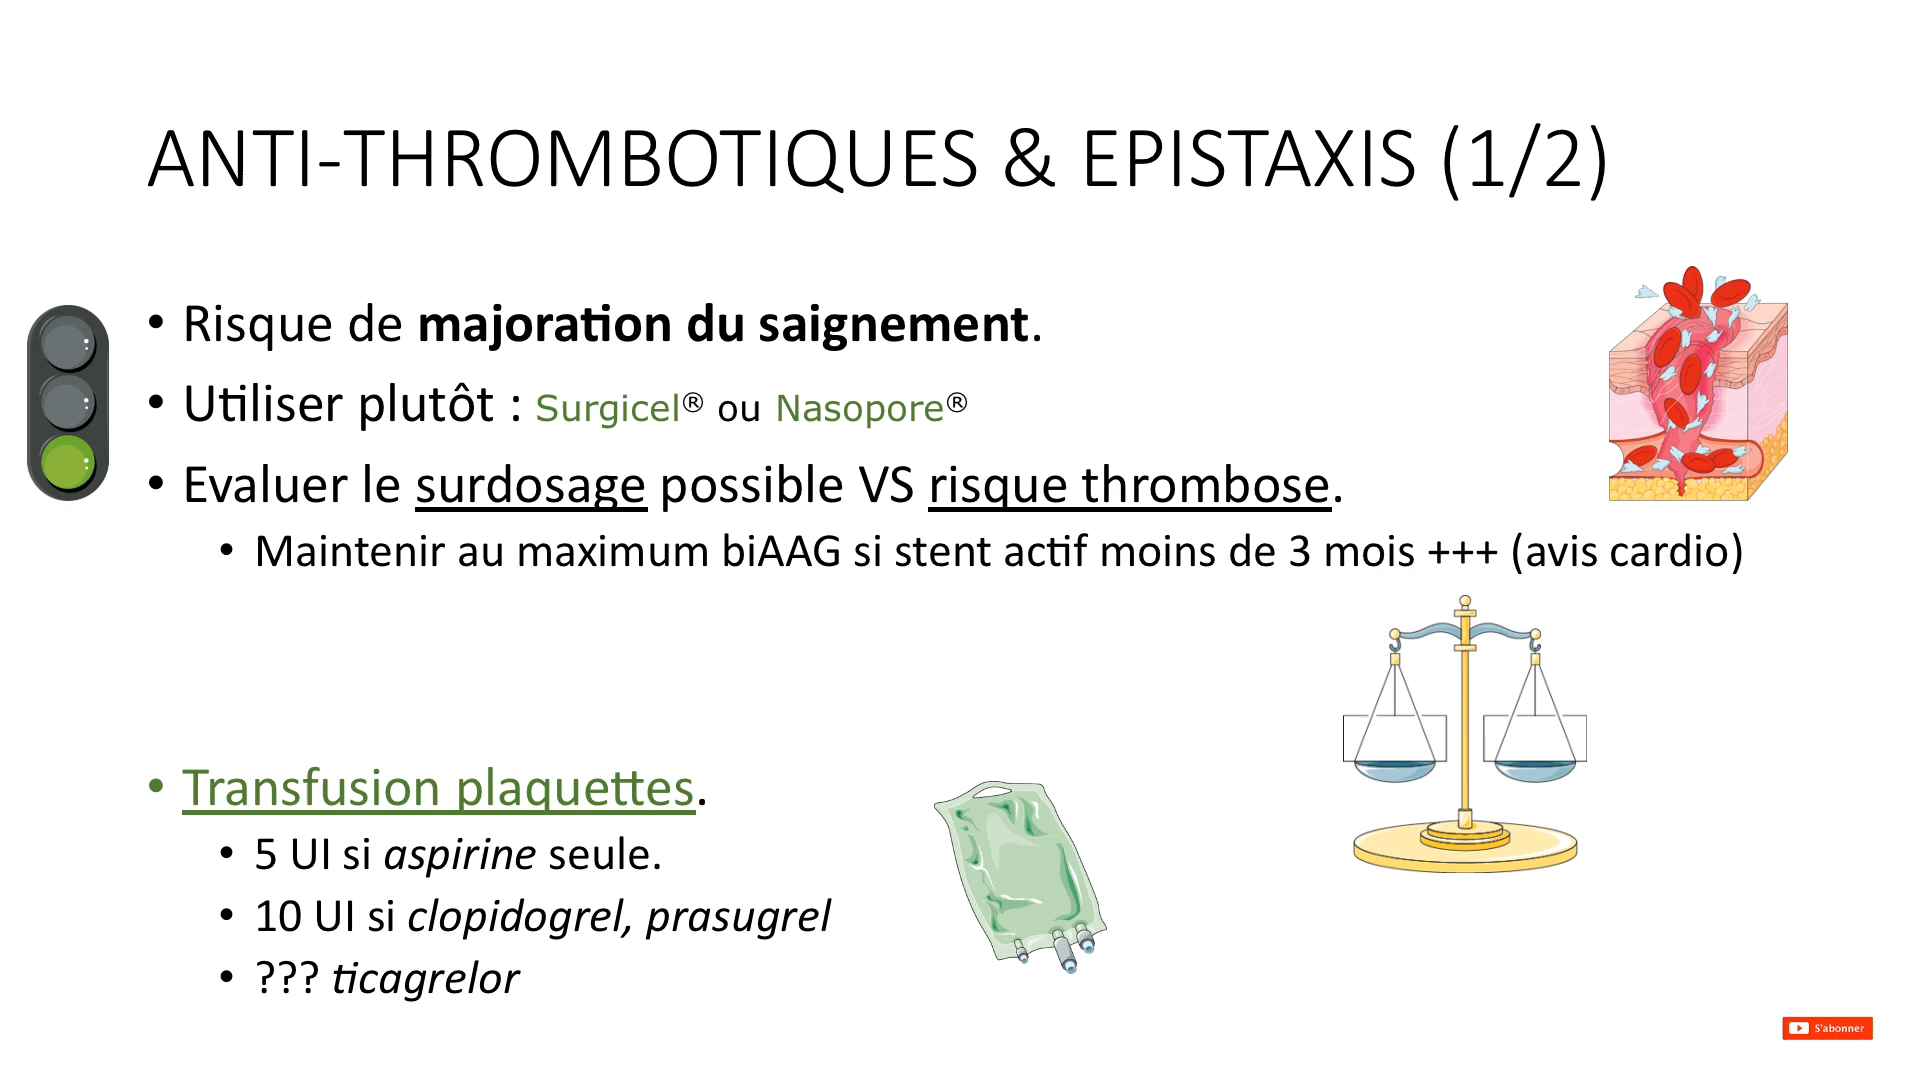 ANTI-THROMBOTIQUES & EPISTAXIS (1/2)
• Risque de majoration du saignement.
• Utiliser plutôt : Surgicel® ou Nasopore®
• Evaluer le surdosage possible VS risque thrombose.
• Maintenir au maximum biAAG si stent actif moins de 3 mois +++ (avis cardio)
• Transfusion plaquettes.
• 5 UI si aspirine seule.
• 10 UI si clopidogrel, prasugrel
• ??? ticagrelor
S'abonner